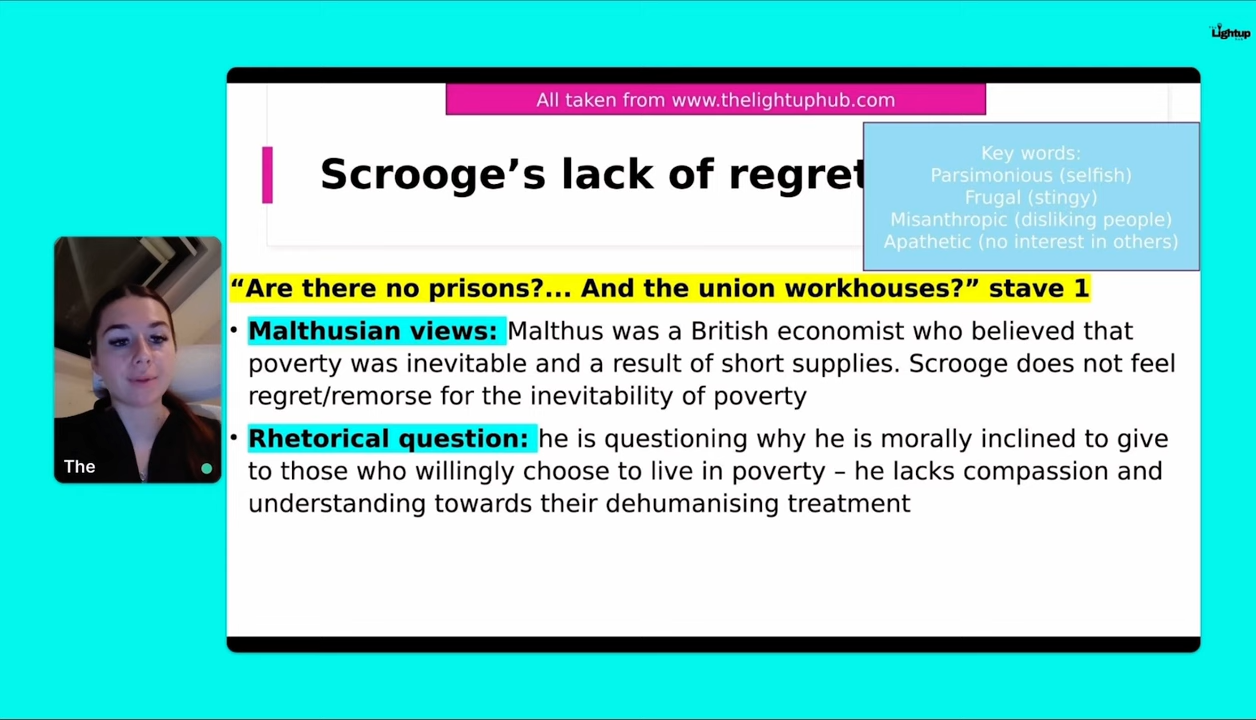 Lightup
All taken from www.thelightuphub.com
Scrooge’s lack of regret
Key words:
Parsimonious (selfish)
Frugal (stingy)
Misanthropic (disliking people)
Apathetic (no interest in others)
“Are there no prisons?... And the union workhouses?” stave 1
• Malthusian views: Malthus was a British economist who believed that
poverty was inevitable and a result of short supplies. Scrooge does not feel
regret/remorse for the inevitability of poverty
• Rhetorical question: he is questioning why he is morally inclined to give
to those who willingly choose to live in poverty – he lacks compassion and
understanding towards their dehumanising treatment
The